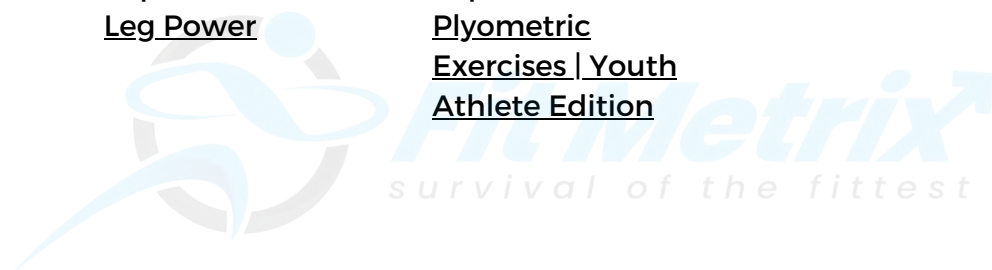 Leg Power
Plyometric
Exercises | Youth
Athlete Edition
FitMetrix
survival of the fittest